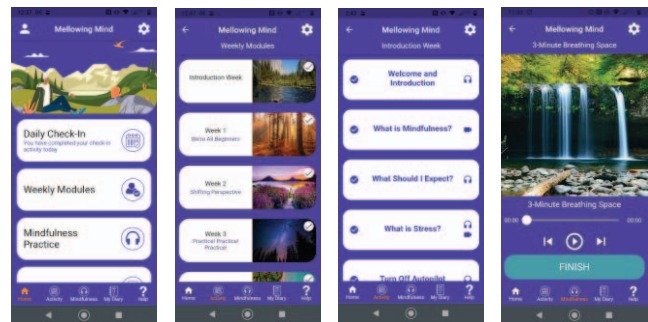 Mellowing Mind
Daily Check-In
You have completed your check-in
activity today
Weekly Modules
Mindfulness
Practice
Home
Activity
Mindfulness
My Diary
Help
Mellowing Mind
Weekly Modules
Introduction Week
Week 1
We're All Beginners
Week 2
Shifting Perspective
Week 3
Practice! Practice!
Practice!
Home
Activity
Mindfulness
My Diary
Help
Mellowing Mind
Introduction Week
Welcome and
Introduction
What is Mindfulness?
What Should I Expect?
What is Stress?
Turn Off Autopilot
Home
Activity
Mindfulness
My Diary
Help
Mellowing Mind
3-Minute Breathing Space
3-Minute Breathing Space
00:00
00:00
FINISH
Home
Activity
Mindfulness
My Diary
Help